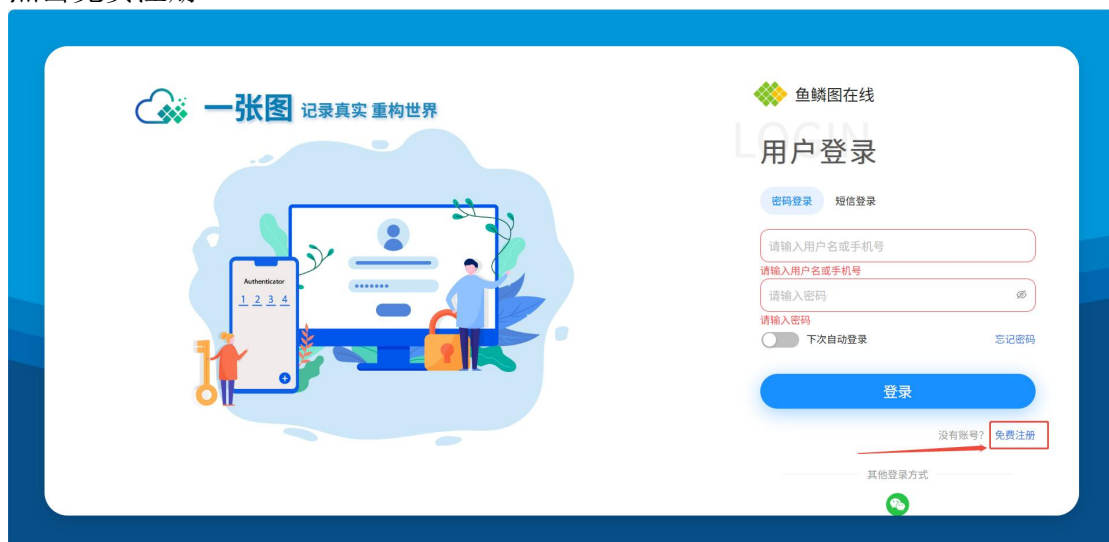 点击免费注册
一张图 记录真实 重构世界
Authenticator
1 2 3 4
鱼鳞图在线
LOGIN
用户登录
密码登录 短信登录
请输入用户名或手机号
请输入用户名或手机号
请输入密码
请输入密码
下次自动登录 忘记密码
登录
没有账号? 免费注册
其他登录方式